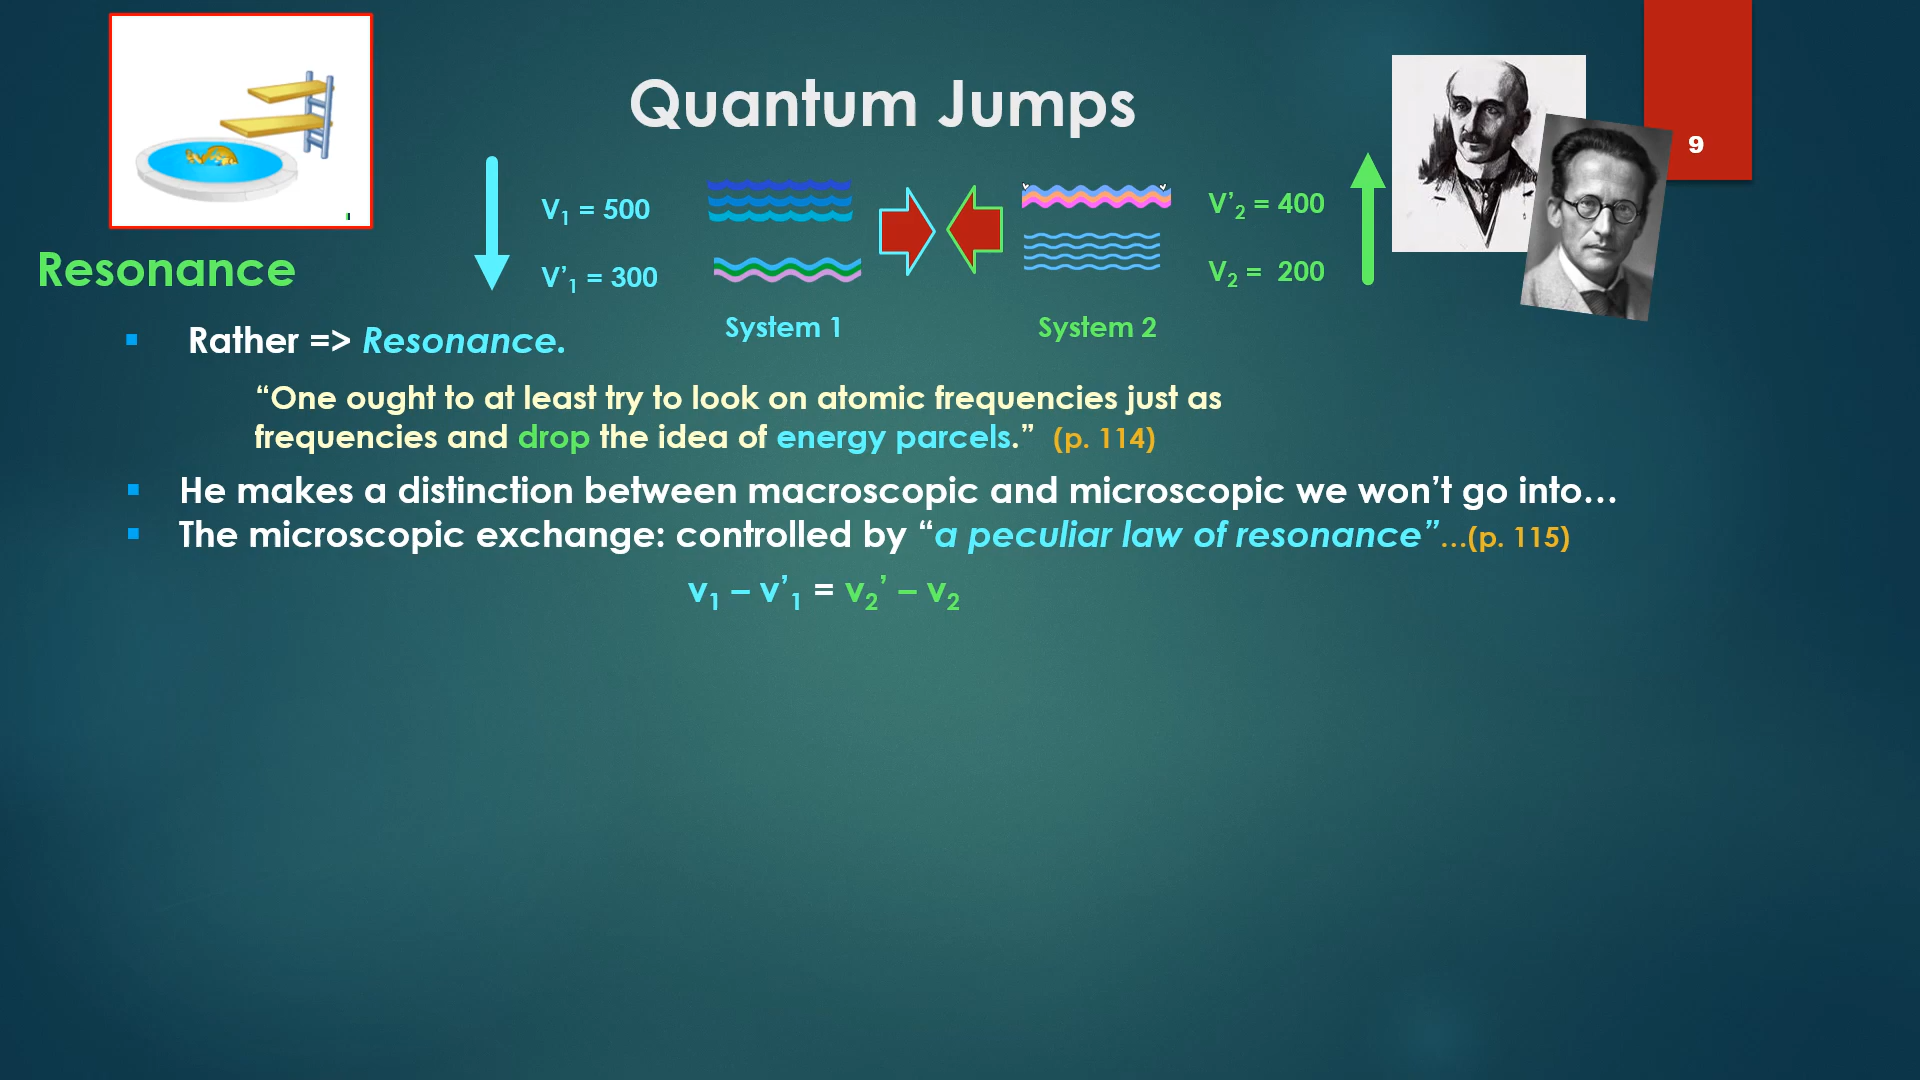 Quantum Jumps
9
V₁ = 500
V’₁ = 300
System 1
V’₂ = 400
V₂ = 200
System 2
Resonance
Rather => Resonance.
“One ought to at least try to look on atomic frequencies just as
frequencies and drop the idea of energy parcels.” (p. 114)
He makes a distinction between macroscopic and microscopic we won’t go into…
The microscopic exchange: controlled by “a peculiar law of resonance”…(p. 115)
v₁ – v’₁ = v₂’ – v₂